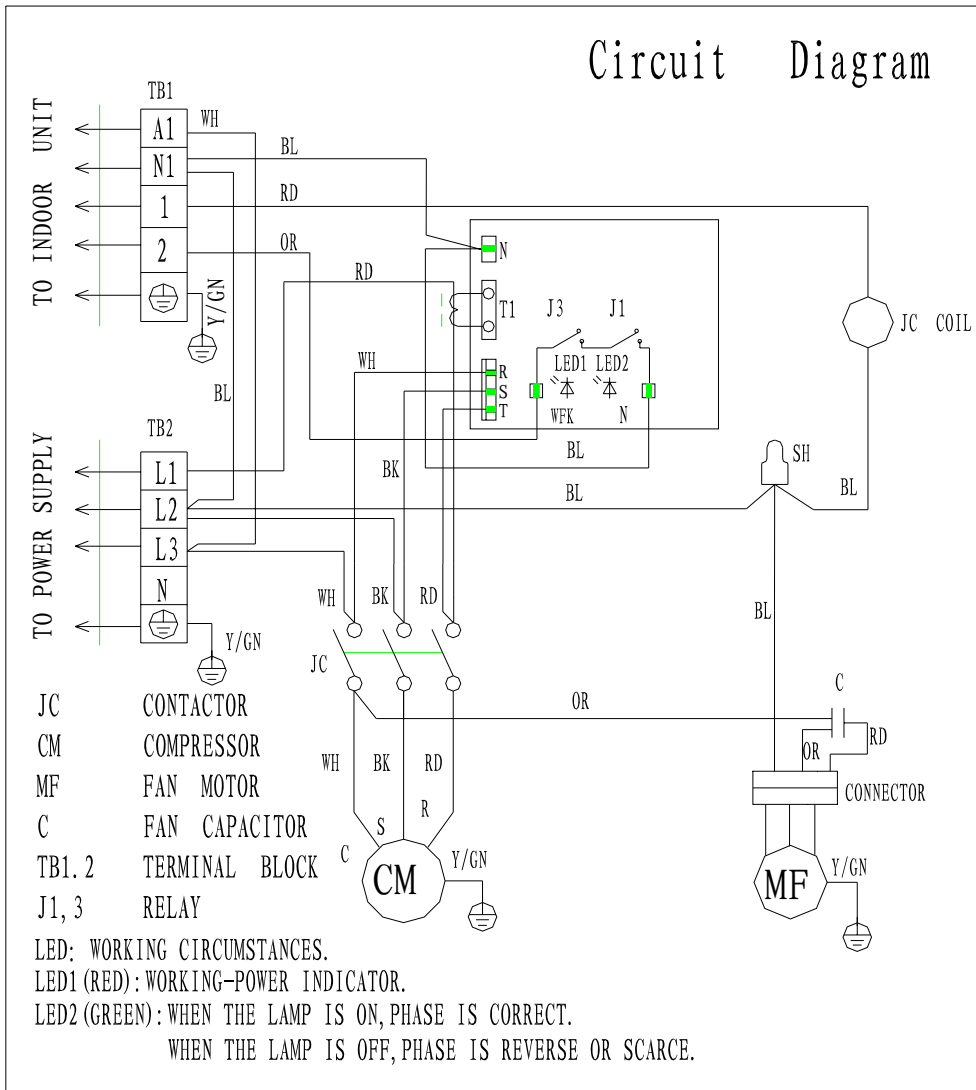 Circuit Diagram
TO INDOOR UNIT
TB1
A1
N1
1
2
WH
BL
RD
OR
Y/GN
RD
BL
N
T1
J3
J1
LED1
LED2
WFK
N
R
S
T
WH
BK
BL
JC COIL
SH
BL
BL
TO POWER SUPPLY
TB2
L1
L2
L3
N
Y/GN
WH
BK
RD
JC
BL
OR
C
OR
RD
CONNECTOR
WH
BK
RD
C
S
R
CM
Y/GN
MF
Y/GN
JC CONTACTOR
CM COMPRESSOR
MF FAN MOTOR
C FAN CAPACITOR
TB1.2 TERMINAL BLOCK
J1,3 RELAY
LED: WORKING CIRCUMSTANCES.
LED1(RED):WORKING-POWER INDICATOR.
LED2(GREEN):WHEN THE LAMP IS ON,PHASE IS CORRECT.
WHEN THE LAMP IS OFF,PHASE IS REVERSE OR SCARCE.